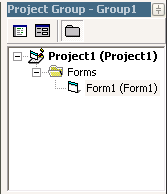 Project Group - Group1
Project1 (Project1)
Forms
Form1 (Form1)